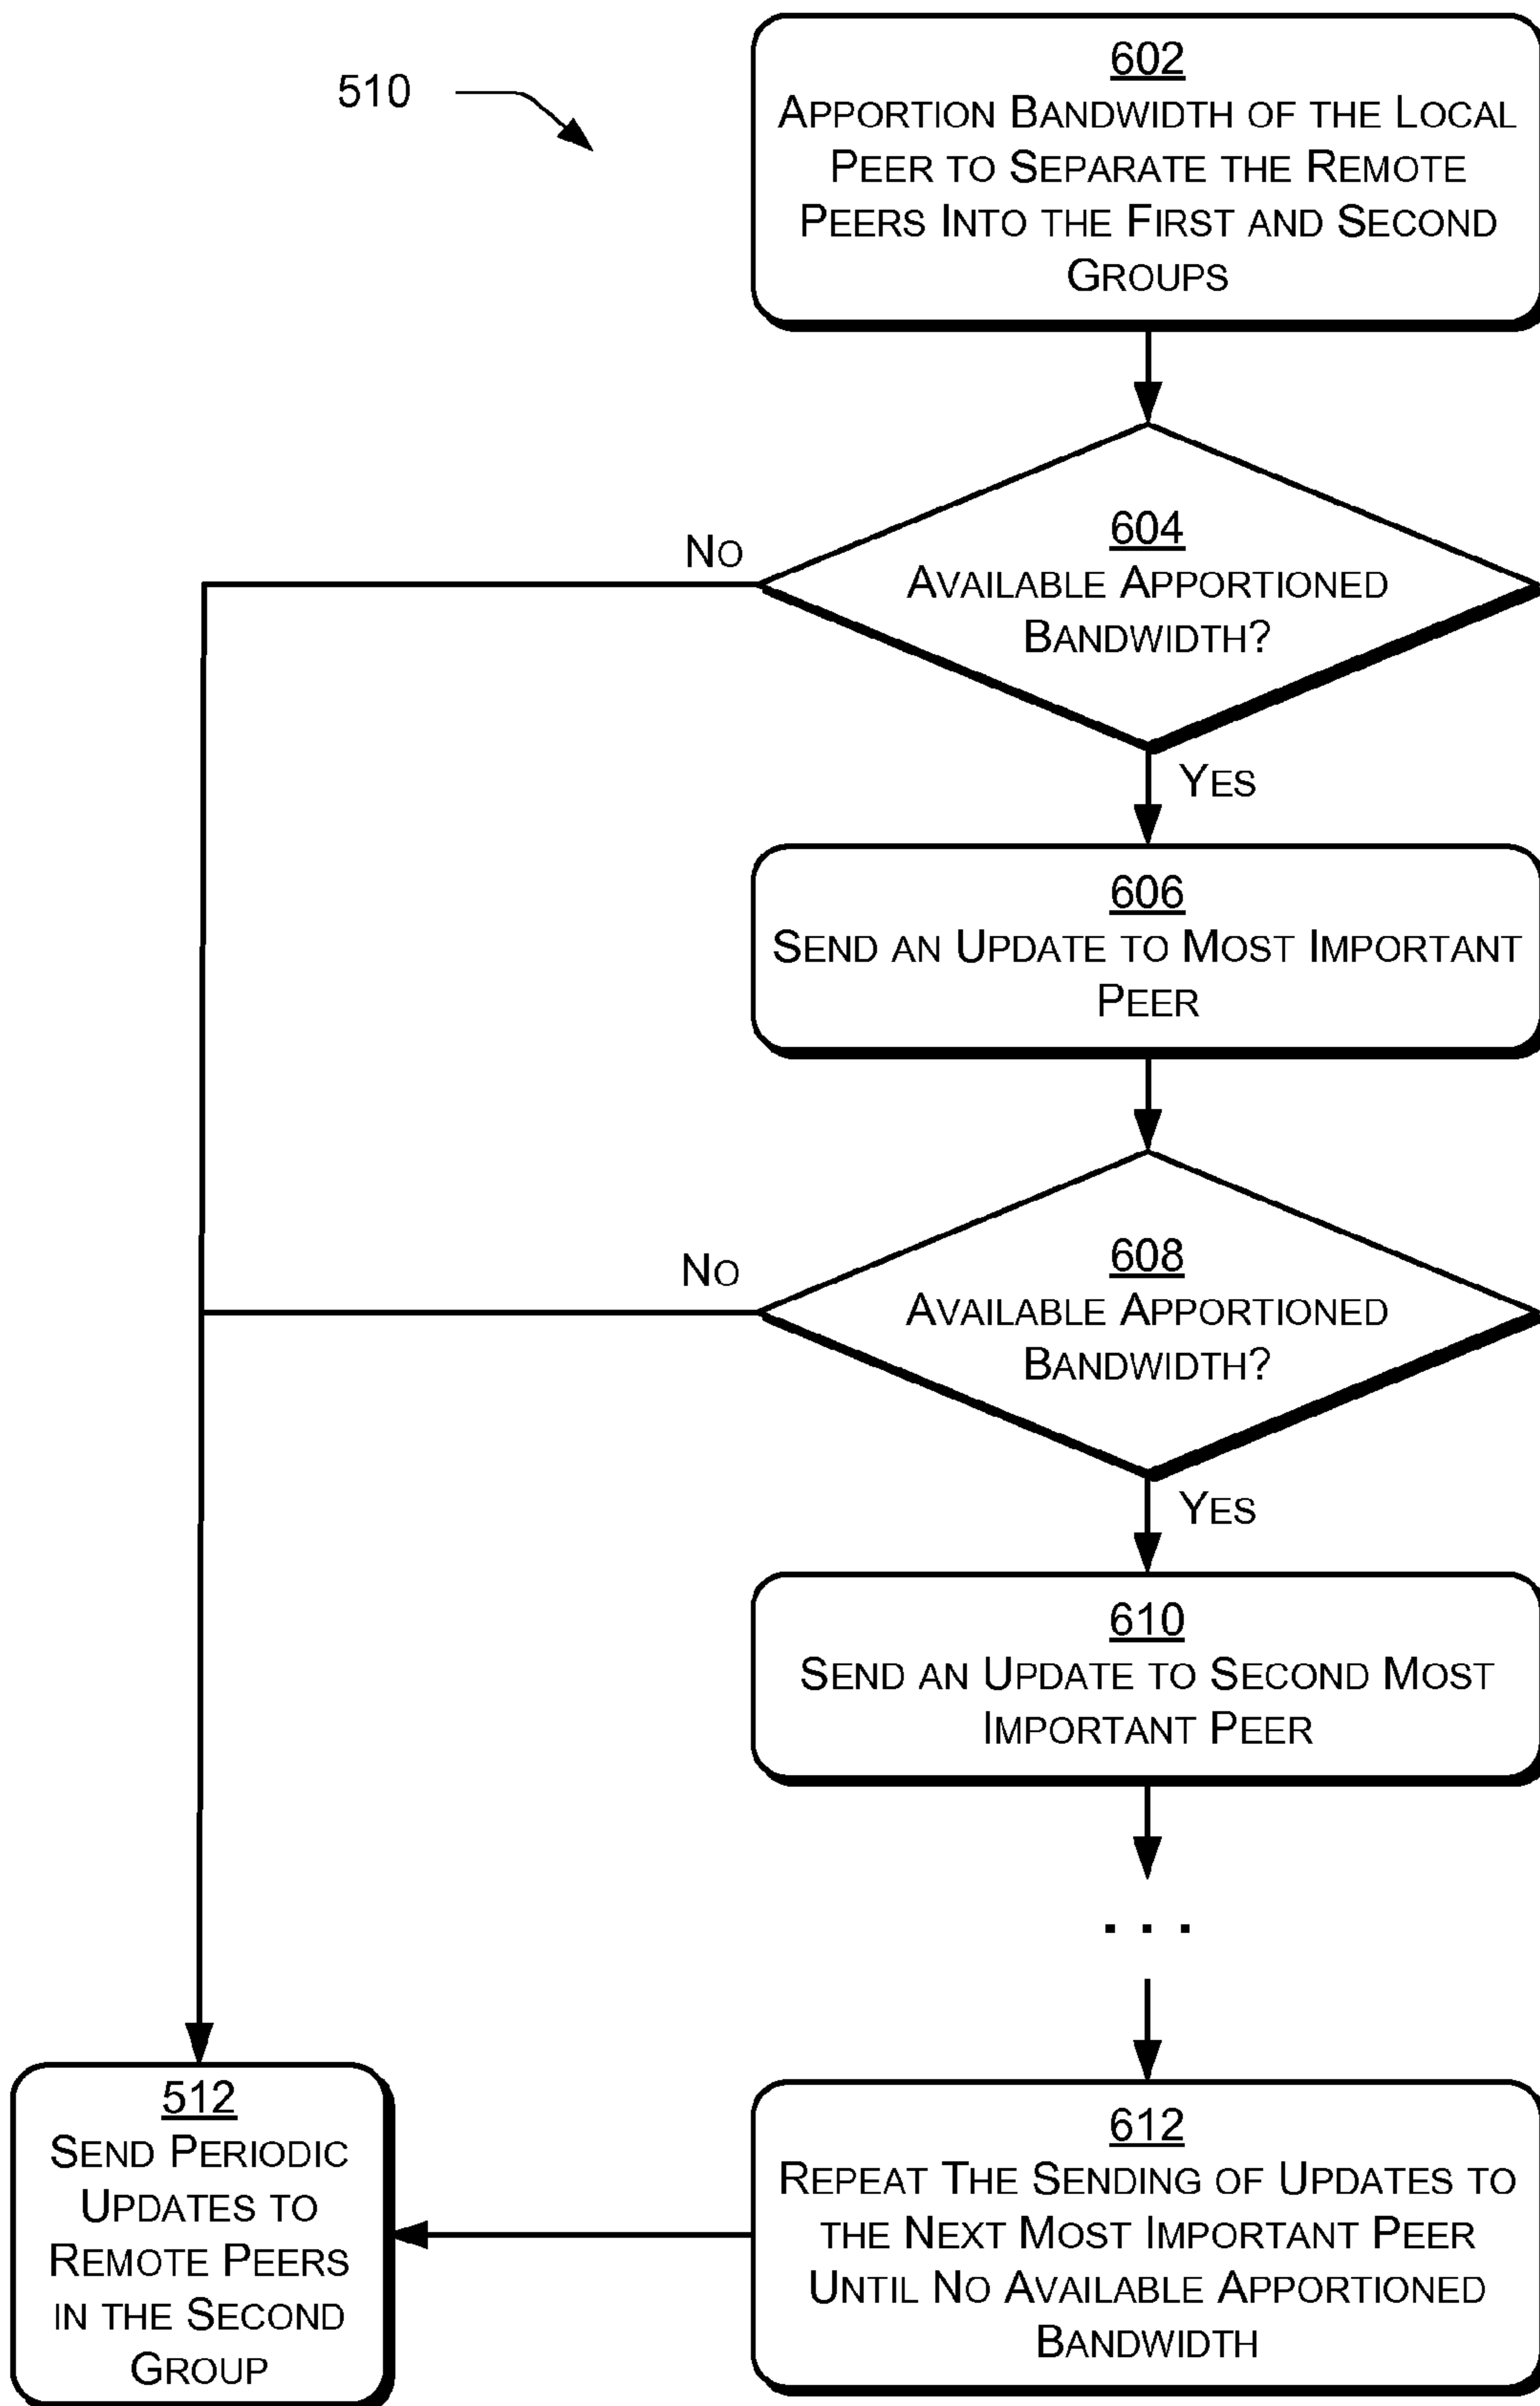 510
602
APPORTION BANDWIDTH OF THE LOCAL
PEER TO SEPARATE THE REMOTE
PEERS INTO THE FIRST AND SECOND
GROUPS
604
AVAILABLE APPORTIONED
BANDWIDTH?
NO
YES
606
SEND AN UPDATE TO MOST IMPORTANT
PEER
608
AVAILABLE APPORTIONED
BANDWIDTH?
NO
YES
610
SEND AN UPDATE TO SECOND MOST
IMPORTANT PEER
. . .
612
REPEAT THE SENDING OF UPDATES TO
THE NEXT MOST IMPORTANT PEER
UNTIL NO AVAILABLE APPORTIONED
BANDWIDTH
512
SEND PERIODIC
UPDATES TO
REMOTE PEERS
IN THE SECOND
GROUP